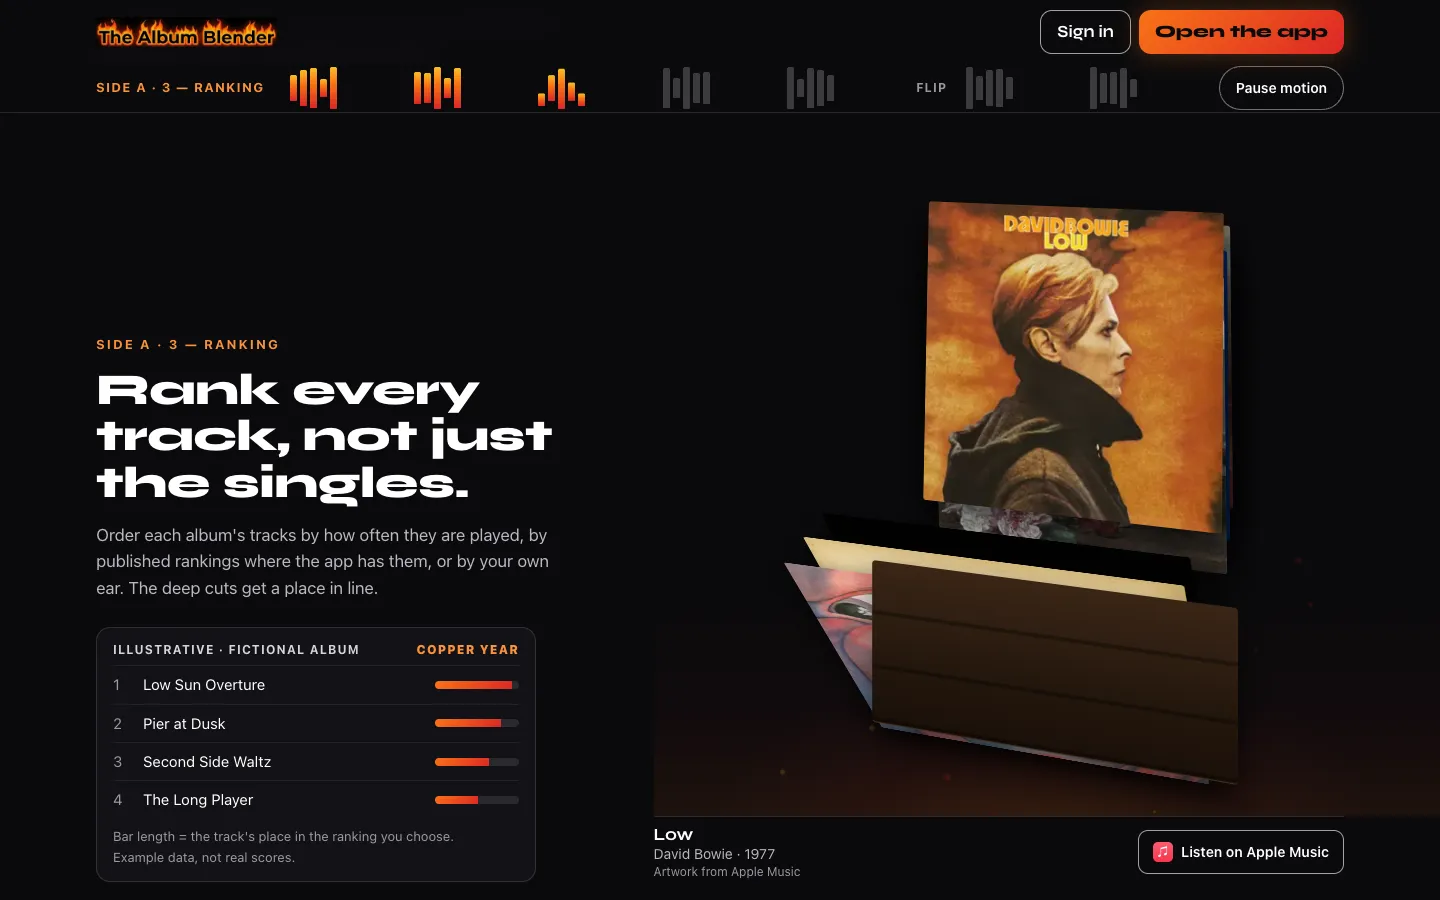 The Album Blender
Sign in
Open the app
SIDE A · 3 — RANKING
FLIP
Pause motion
DAVID BOWIE
LOW
SIDE A · 3 — RANKING
Rank every
track, not just
the singles.
Order each album's tracks by how often they are played, by
published rankings where the app has them, or by your own
ear. The deep cuts get a place in line.
ILLUSTRATIVE · FICTIONAL ALBUM
COPPER YEAR
1 Low Sun Overture
2 Pier at Dusk
3 Second Side Waltz
4 The Long Player
Bar length = the track's place in the ranking you choose.
Example data, not real scores.
Low
David Bowie · 1977
Artwork from Apple Music
Listen on Apple Music